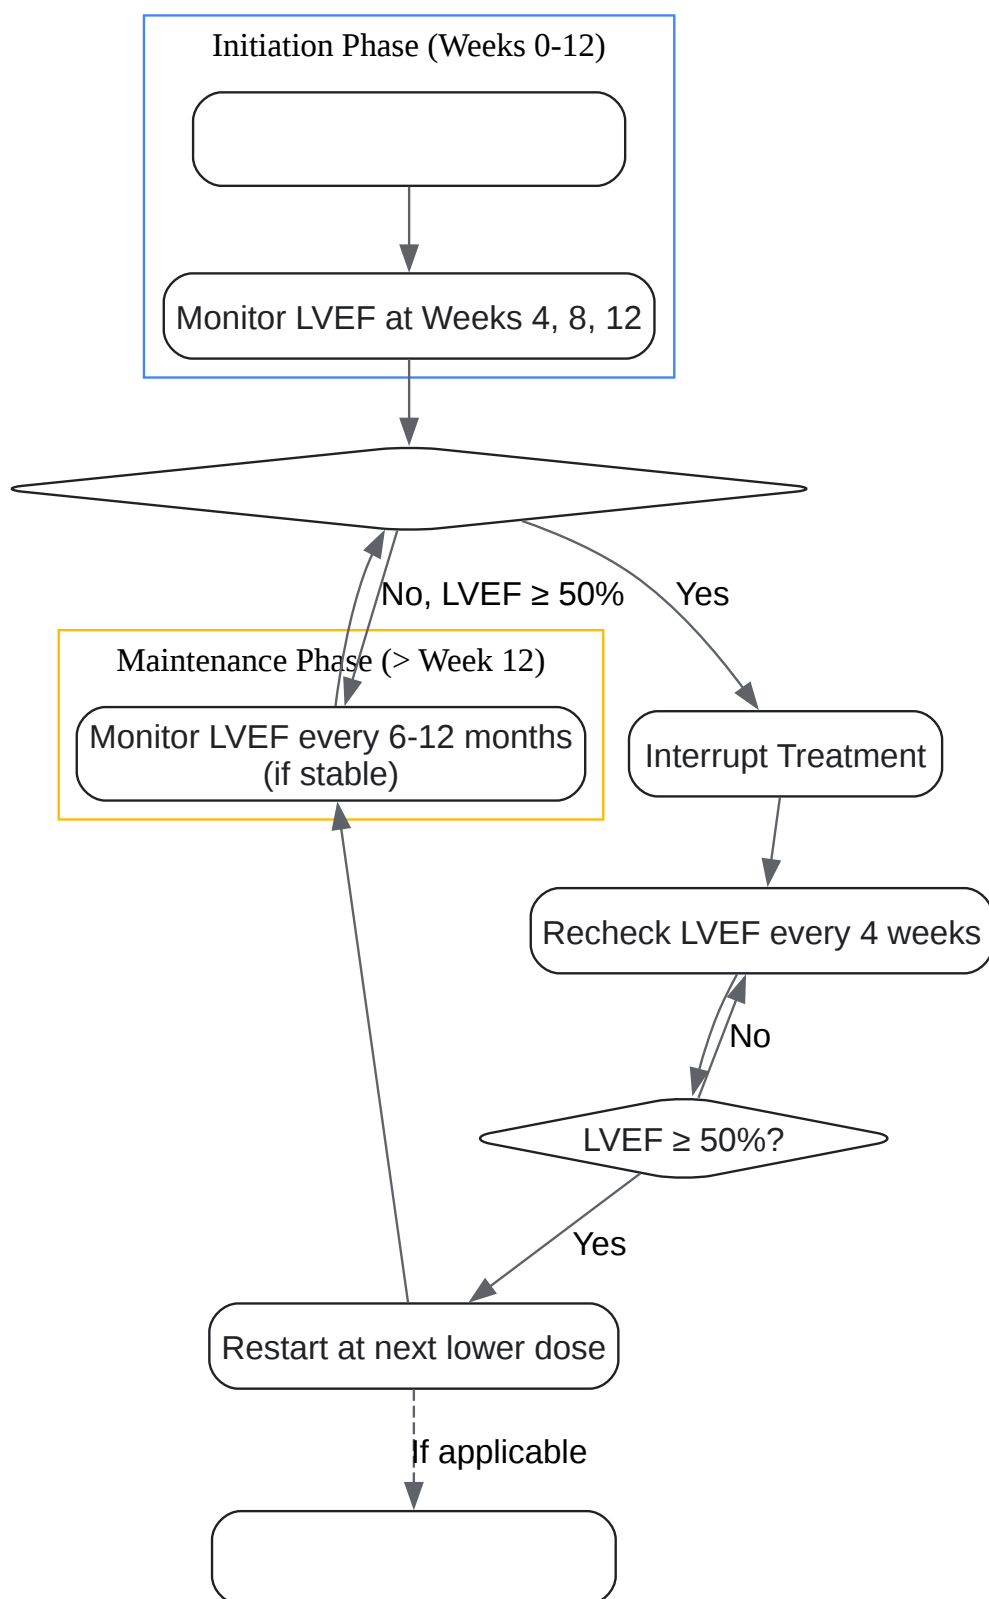 Initiation Phase (Weeks 0-12)
Monitor LVEF at Weeks 4, 8, 12
No, LVEF ≥ 50%
Yes
Maintenance Phase (> Week 12)
Monitor LVEF every 6-12 months
(if stable)
Interrupt Treatment
Recheck LVEF every 4 weeks
No
LVEF ≥ 50%?
Yes
Restart at next lower dose
If applicable